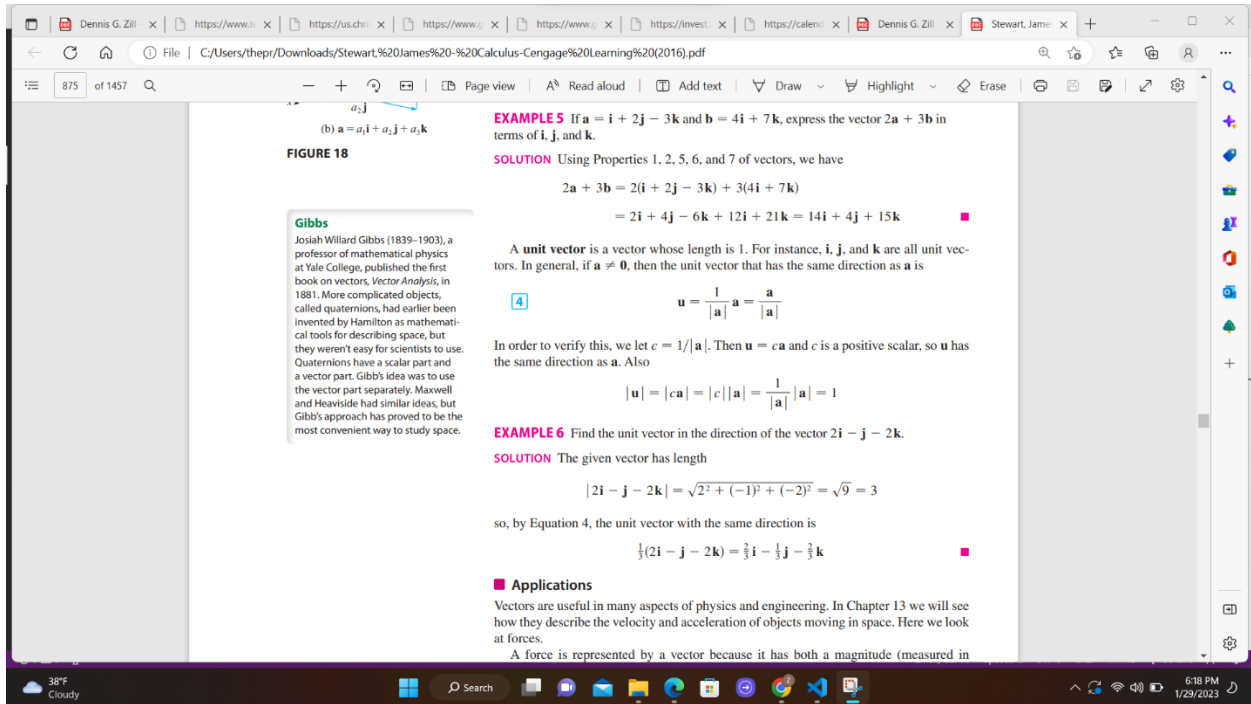 Dennis G. Zill - 
https://www.t
https://us.chri
https://www.g
https://www.g
https://invest.
https://calend
Dennis G. Zill
Stewart, Jame
File | C:/Users/thepr/Downloads/Stewart,%20James%20-%20Calculus-Cengage%20Learning%20(2016).pdf
875 of 1457
Page view
Read aloud
Add text
Draw
Highlight
Erase
a₂j
(b) a = a₁i + a₂j + a₃k
FIGURE 18
Gibbs
Josiah Willard Gibbs (1839–1903), a
professor of mathematical physics
at Yale College, published the first
book on vectors, Vector Analysis, in
1881. More complicated objects,
called quaternions, had earlier been
invented by Hamilton as mathemati-
cal tools for describing space, but
they weren't easy for scientists to use.
Quaternions have a scalar part and
a vector part. Gibb's idea was to use
the vector part separately. Maxwell
and Heaviside had similar ideas, but
Gibb's approach has proved to be the
most convenient way to study space.
EXAMPLE 5 If a = i + 2j − 3k and b = 4i + 7k, express the vector 2a + 3b in
terms of i, j, and k.
SOLUTION Using Properties 1, 2, 5, 6, and 7 of vectors, we have
2a + 3b = 2(i + 2j − 3k) + 3(4i + 7k)
= 2i + 4j − 6k + 12i + 21k = 14i + 4j + 15k
A unit vector is a vector whose length is 1. For instance, i, j, and k are all unit vec-
tors. In general, if a ≠ 0, then the unit vector that has the same direction as a is
4 u = 1/|a| a = a/|a|
In order to verify this, we let c = 1/|a|. Then u = ca and c is a positive scalar, so u has
the same direction as a. Also
|u| = |ca| = |c||a| = 1/|a| |a| = 1
EXAMPLE 6 Find the unit vector in the direction of the vector 2i − j − 2k.
SOLUTION The given vector has length
|2i − j − 2k| = √(2² + (−1)² + (−2)²) = √9 = 3
so, by Equation 4, the unit vector with the same direction is
⅓(2i − j − 2k) = ⅔i − ⅓j − ⅔k
Applications
Vectors are useful in many aspects of physics and engineering. In Chapter 13 we will see
how they describe the velocity and acceleration of objects moving in space. Here we look
at forces.
A force is represented by a vector because it has both a magnitude (measured in
38°F
Cloudy
Search
6:18 PM
1/29/2023